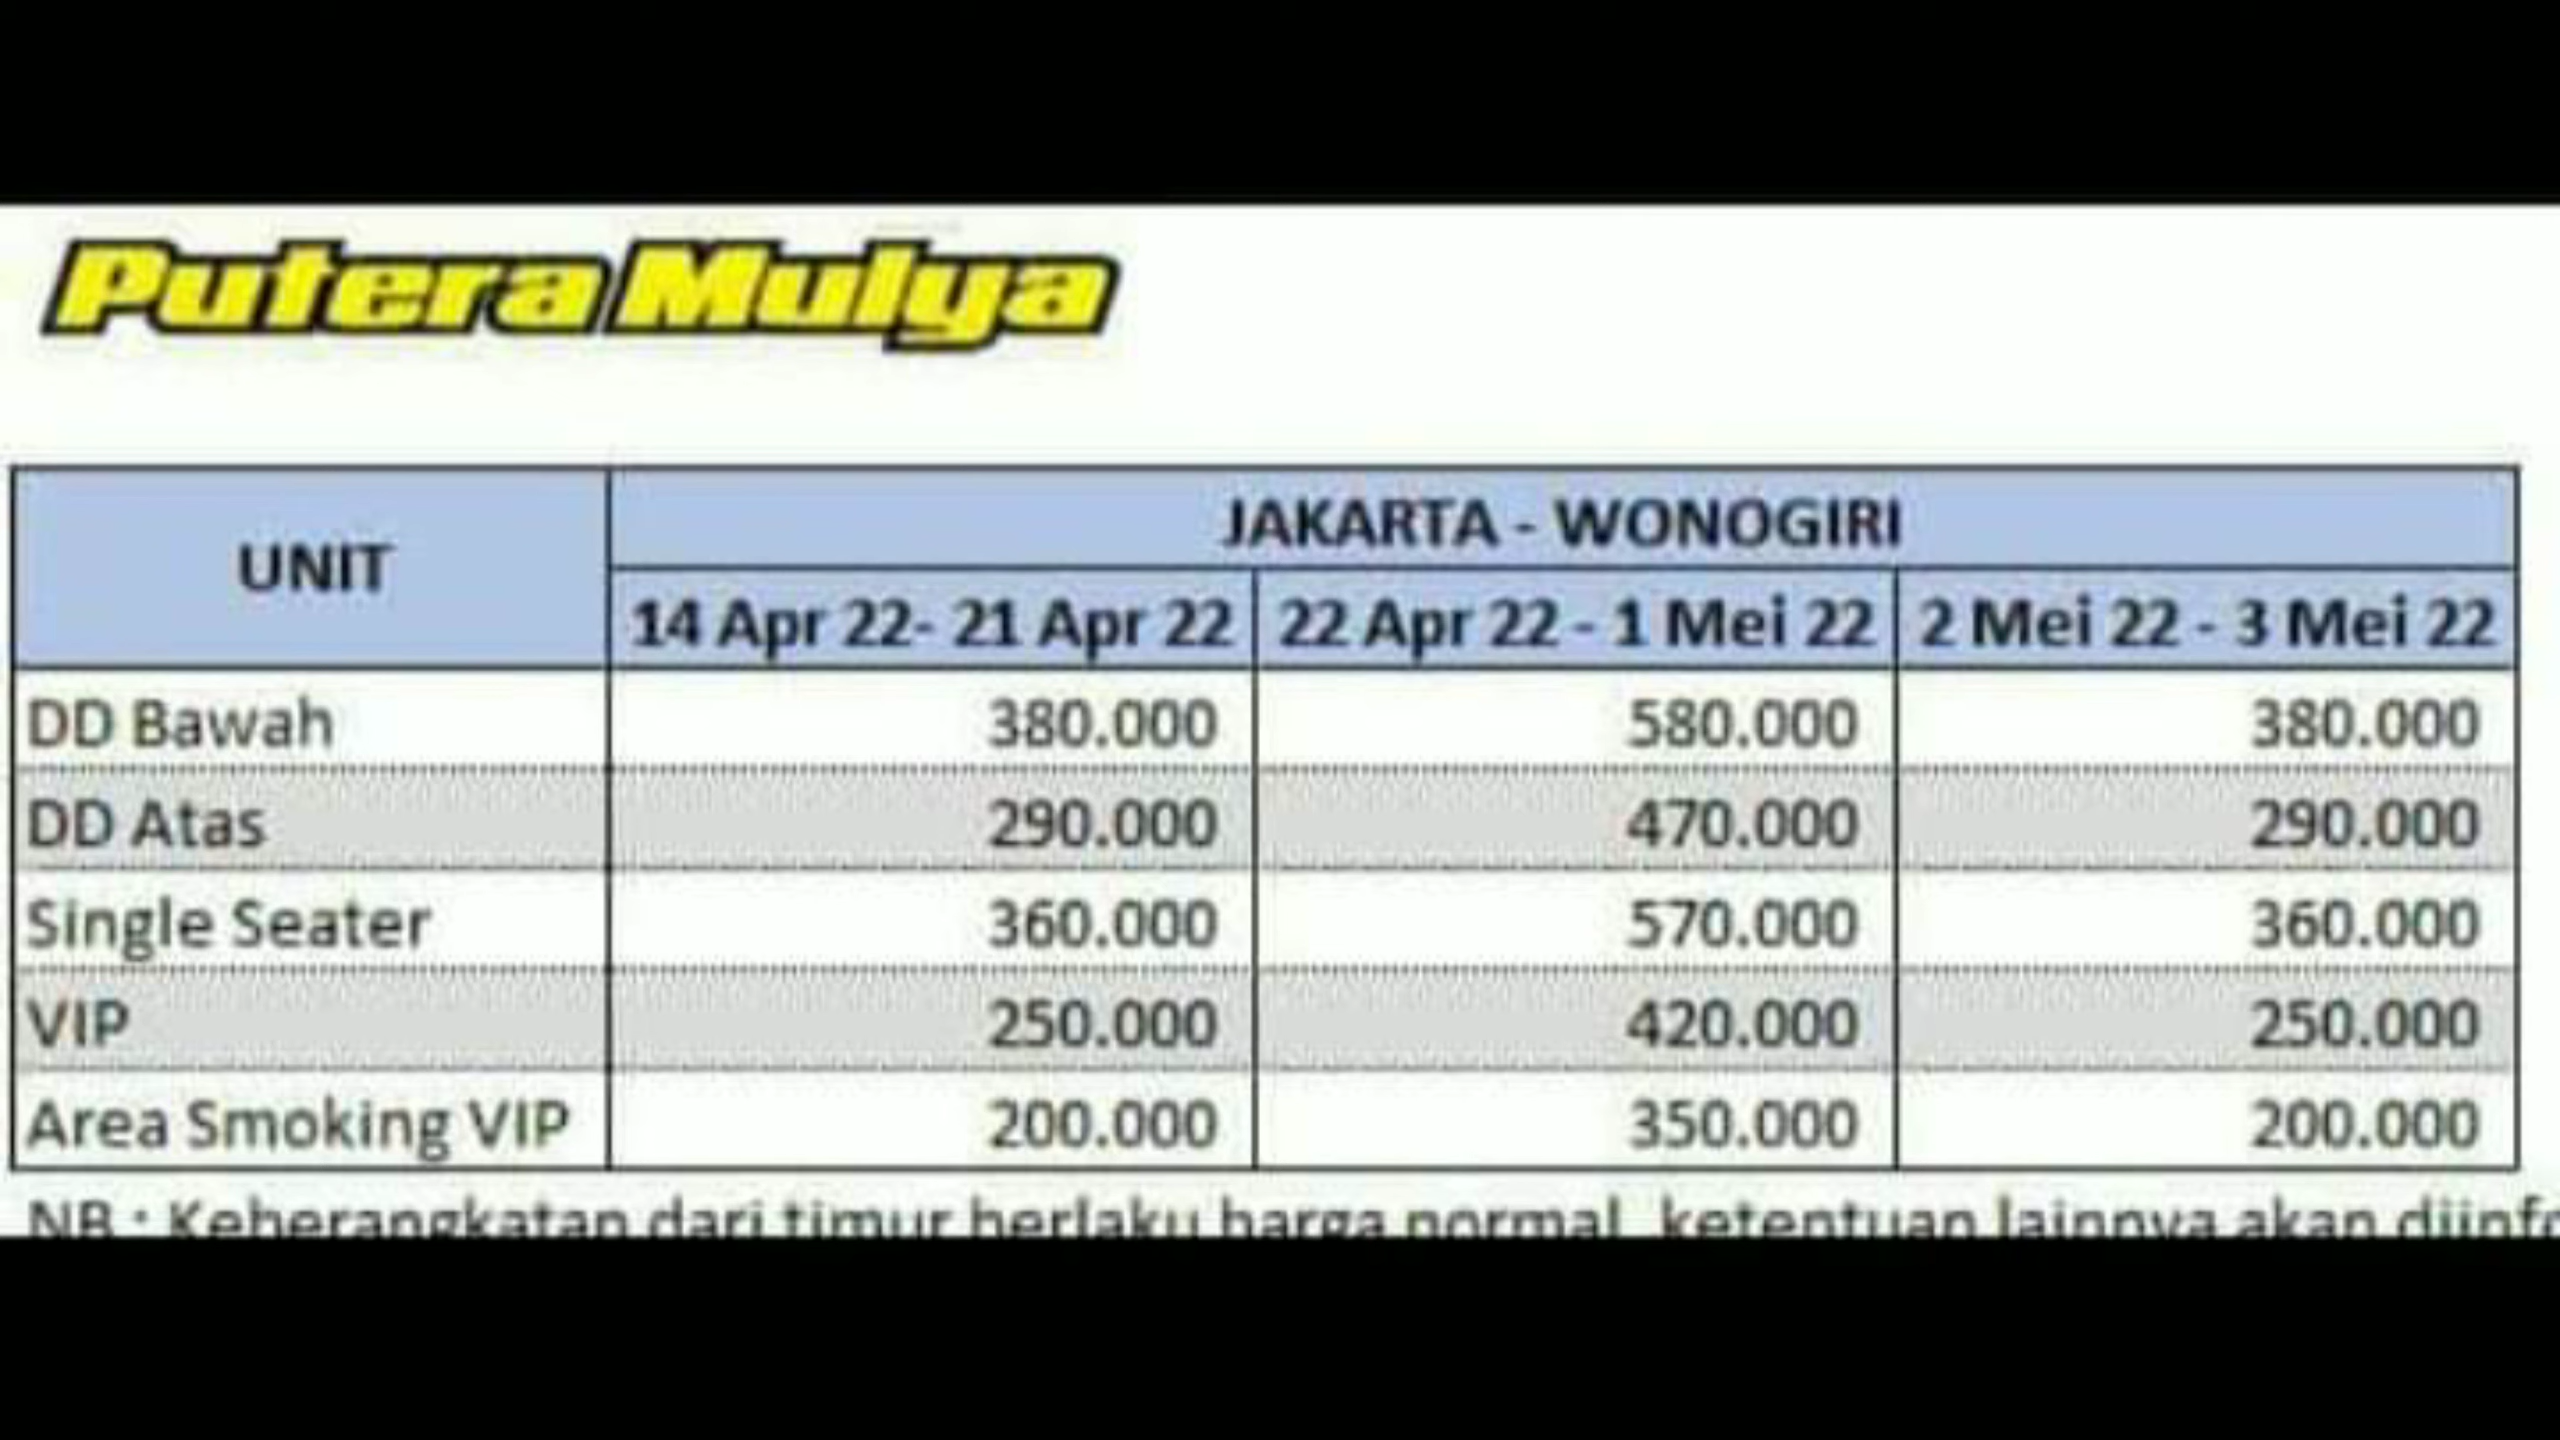 Putera Mulya
UNIT
JAKARTA - WONOGIRI
14 Apr 22- 21 Apr 22 22 Apr 22 - 1 Mei 22 2 Mei 22 - 3 Mei 22
DD Bawah 380.000 580.000 380.000
DD Atas 290.000 470.000 290.000
Single Seater 360.000 570.000 360.000
VIP 250.000 420.000 250.000
Area Smoking VIP 200.000 350.000 200.000
NB : Keberangkatan dari timur berlaku harga normal, ketentuan lainnya akan diinfo